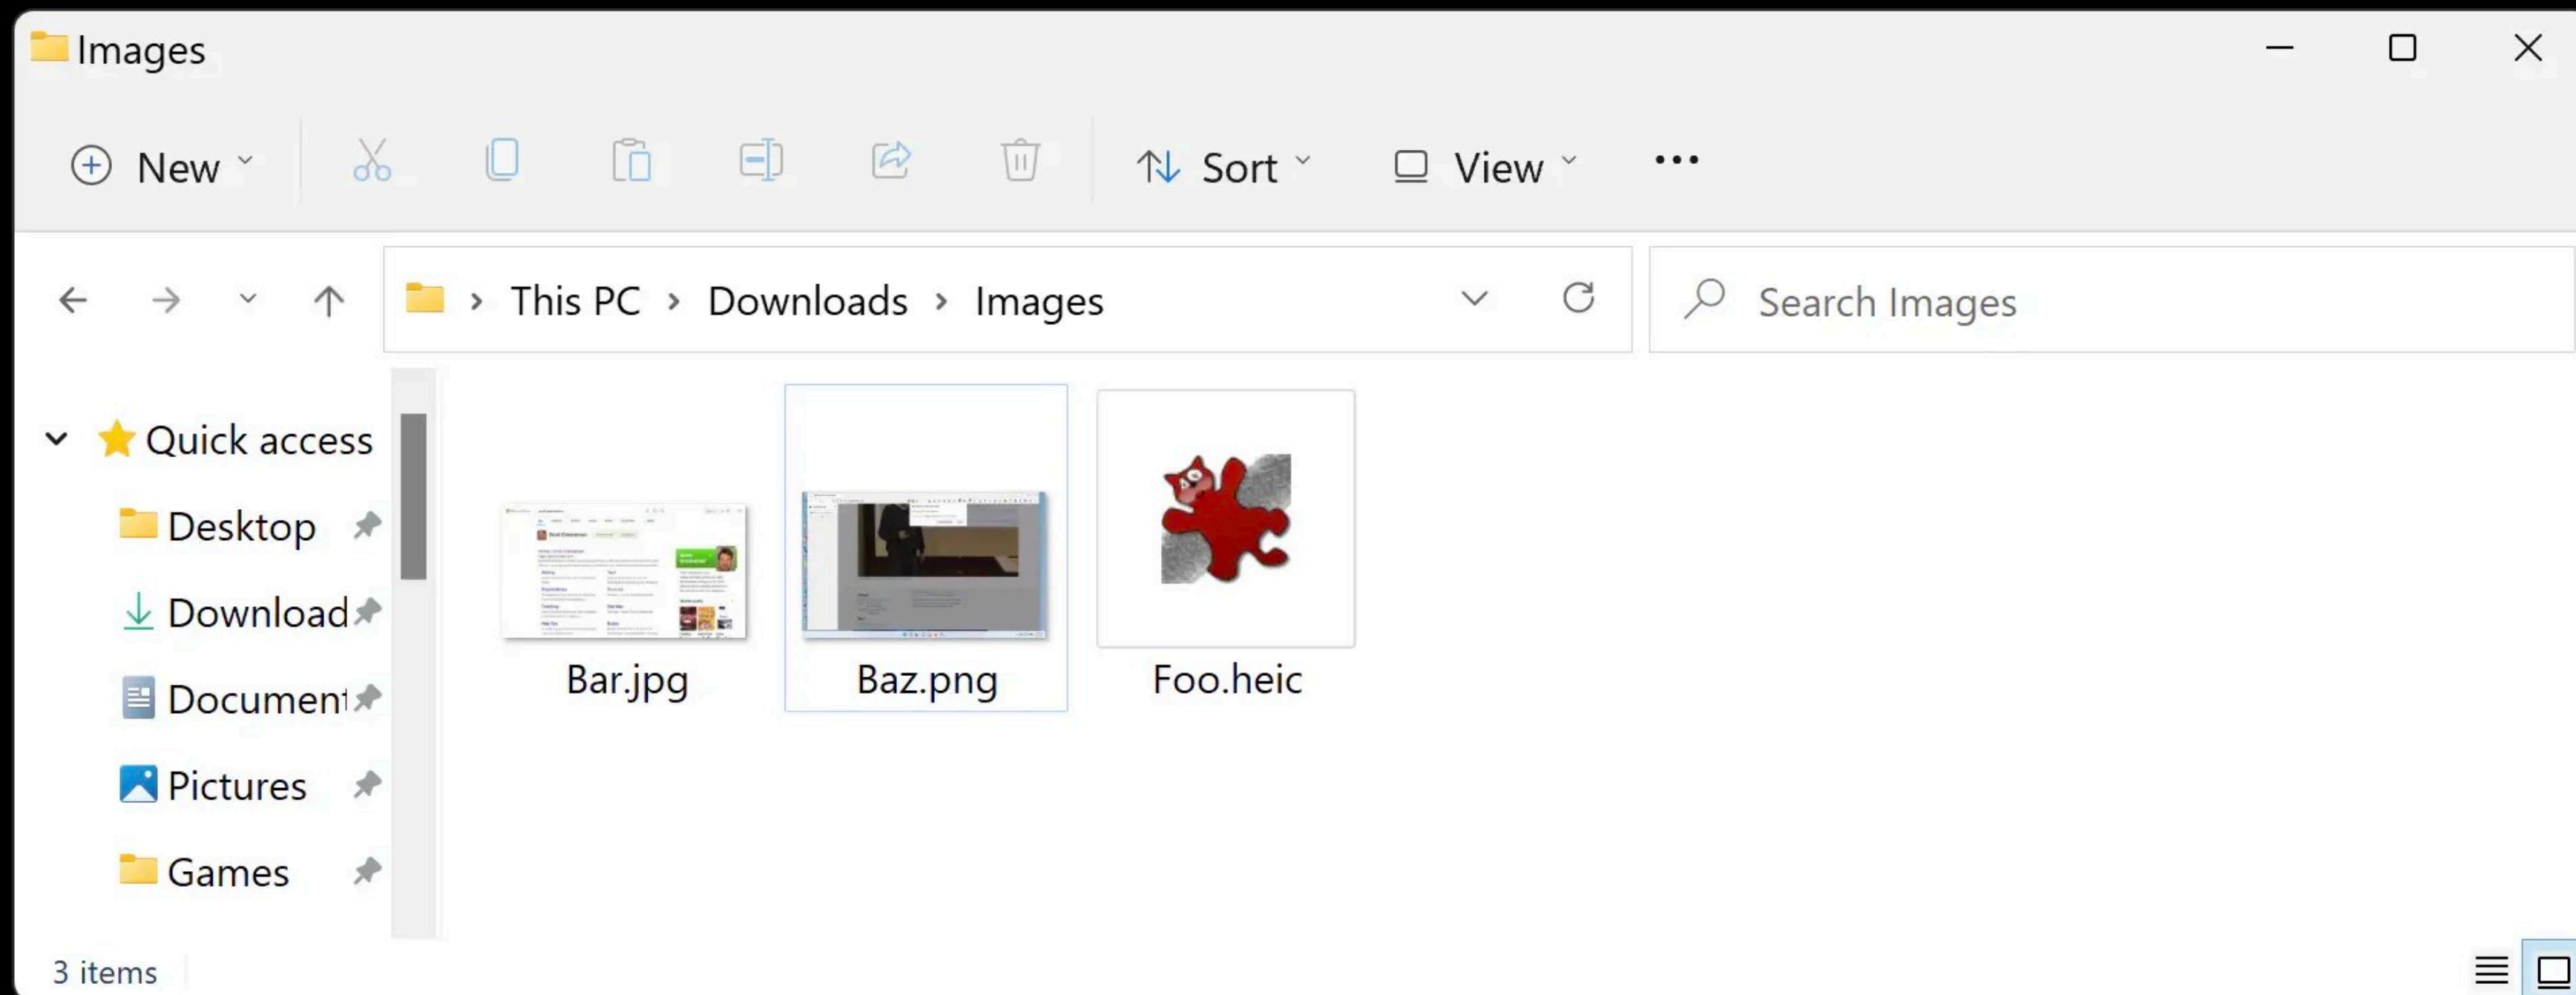 Images
New Sort View
This PC Downloads Images Search Images
Quick access
Desktop
Download
Document
Pictures
Games
Bar.jpg Baz.png Foo.heic
3 items